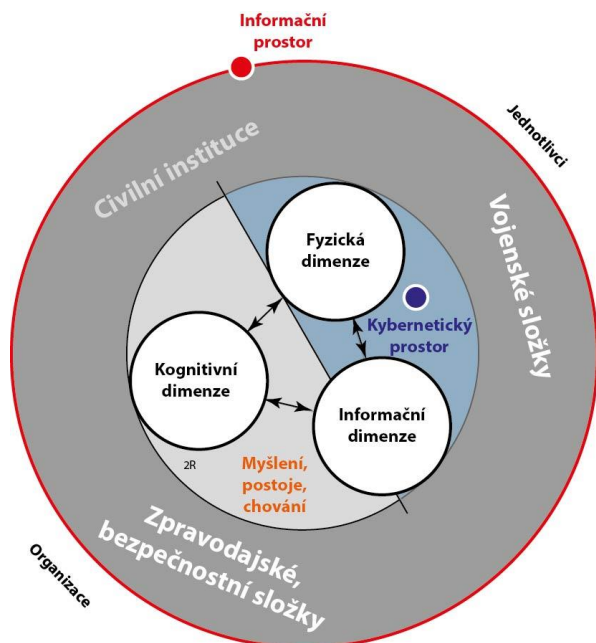 Informační
prostor
Jednotlivci
Civilní instituce
Vojenské složky
Fyzická
dimenze
Kybernetický
prostor
Kognitivní
dimenze
Informační
dimenze
2R
Myšlení,
postoje,
chování
Zpravodajské,
bezpečnostní složky
Organizace